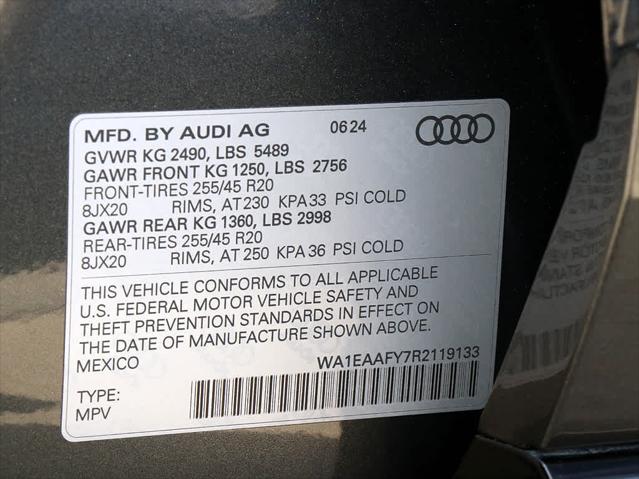 MFD. BY AUDI AG 06 24
GVWR KG 2490, LBS 5489
GAWR FRONT KG 1250, LBS 2756
FRONT-TIRES 255/45 R20
8JX20 RIMS, AT 230 KPA 33 PSI COLD
GAWR REAR KG 1360, LBS 2998
REAR-TIRES 255/45 R20
8JX20 RIMS, AT 250 KPA 36 PSI COLD
THIS VEHICLE CONFORMS TO ALL APPLICABLE
U.S. FEDERAL MOTOR VEHICLE SAFETY AND
THEFT PREVENTION STANDARDS IN EFFECT ON
THE DATE OF MANUFACTURE SHOWN ABOVE.
MEXICO WA1EAAFY7R2119133
TYPE:
MPV